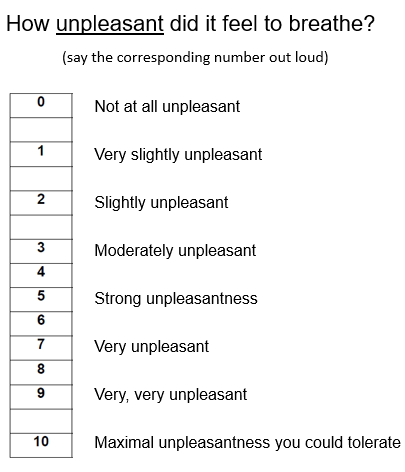 How unpleasant did it feel to breathe?
(say the corresponding number out loud)
0 Not at all unpleasant
1 Very slightly unpleasant
2 Slightly unpleasant
3 Moderately unpleasant
4
5 Strong unpleasantness
6
7 Very unpleasant
8
9 Very, very unpleasant
10 Maximal unpleasantness you could tolerate